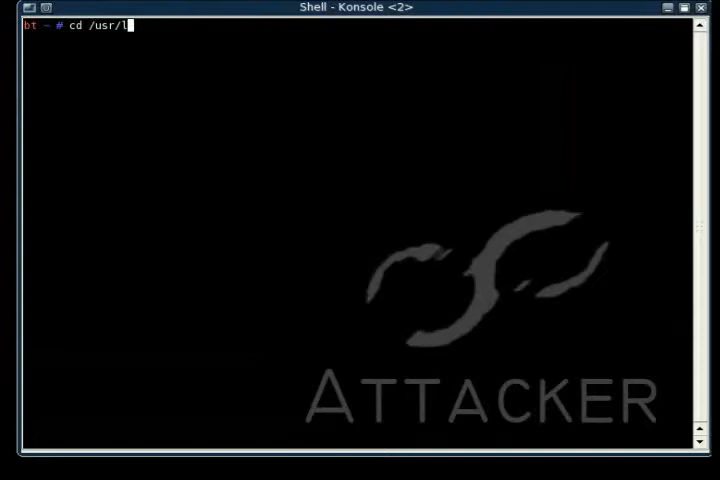 Shell - Konsole <2>
bt ~ # cd /usr/l
ATTACKER